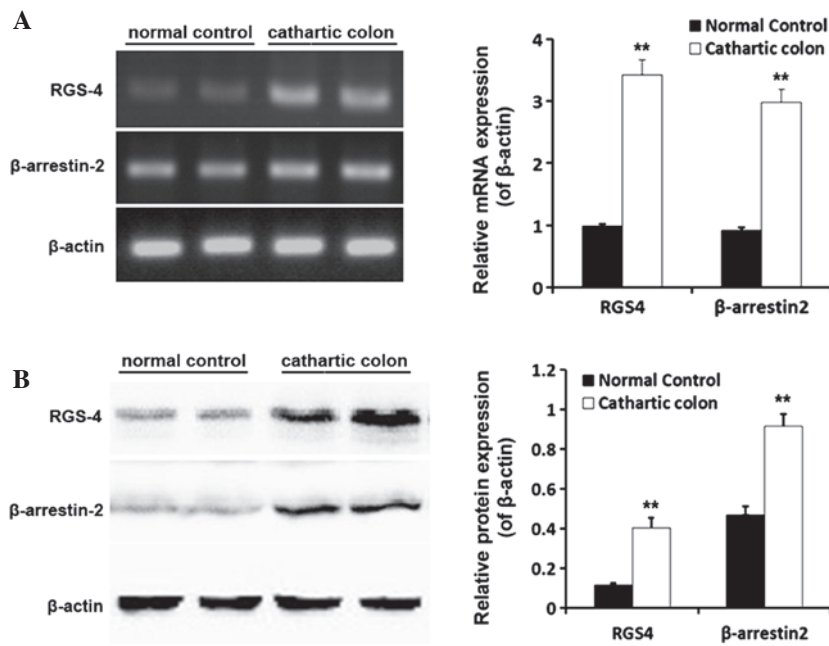 A
normal control cathartic colon
RGS-4
β-arrestin-2
β-actin
Relative mRNA expression
(of β-actin)
4
3
2
1
0
**
**
Normal Control
Cathartic colon
RGS4 β-arrestin2
B
normal control cathartic colon
RGS-4
β-arrestin-2
β-actin
Relative protein expression
(of β-actin)
1.2
1
0.8
0.6
0.4
0.2
0
Normal Control
Cathartic colon
**
**
RGS4 β-arrestin2